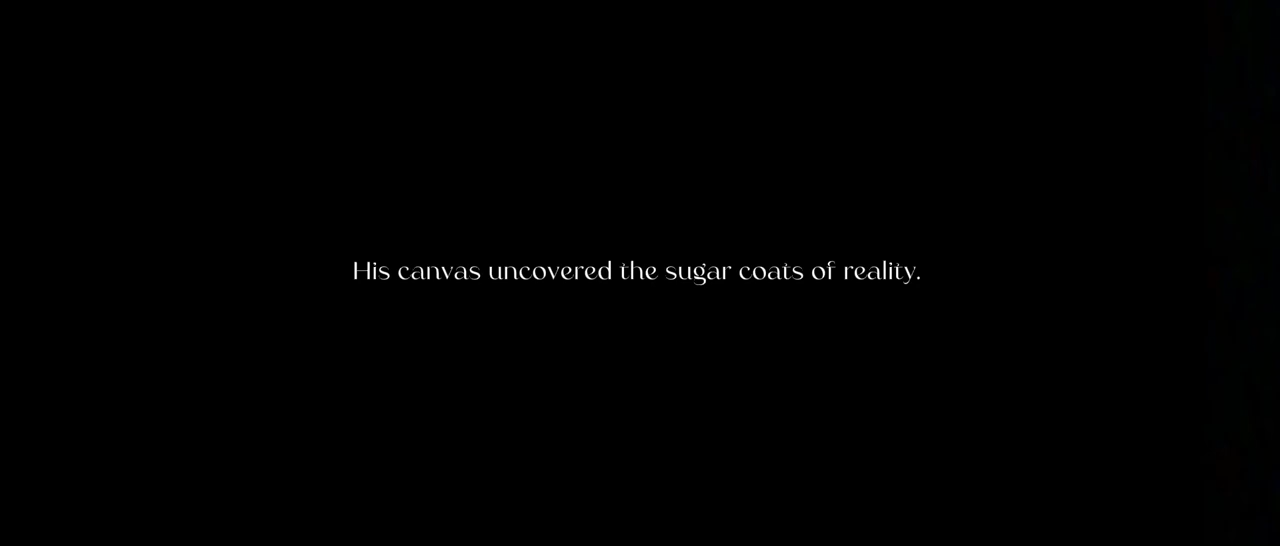 His canvas uncovered the sugar coats of reality.